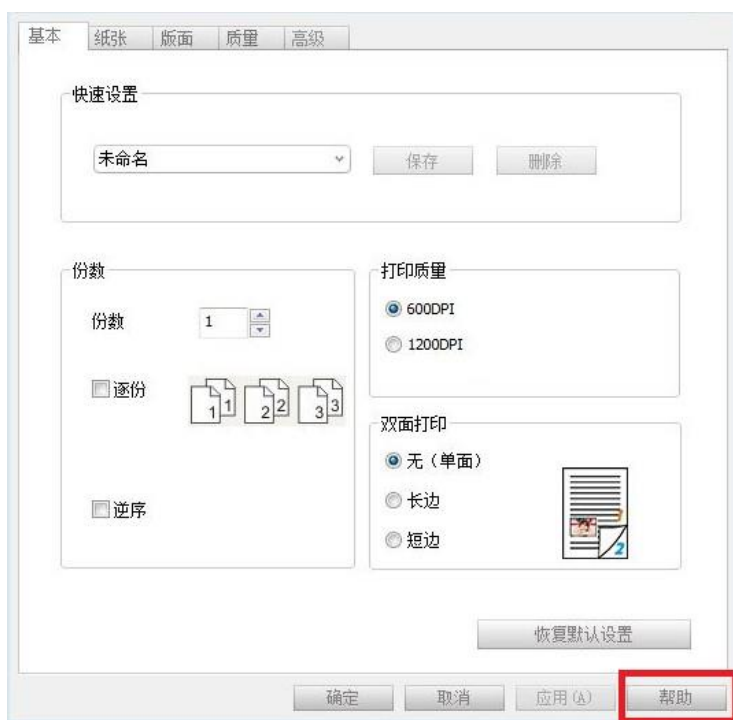 基本 纸张 版面 质量 高级
快速设置
未命名 保存 删除
份数
份数 1
逐份
1 1 2 2 3 3
逆序
打印质量
600DPI
1200DPI
双面打印
无（单面）
长边
短边
1
2
恢复默认设置
确定 取消 应用(A) 帮助